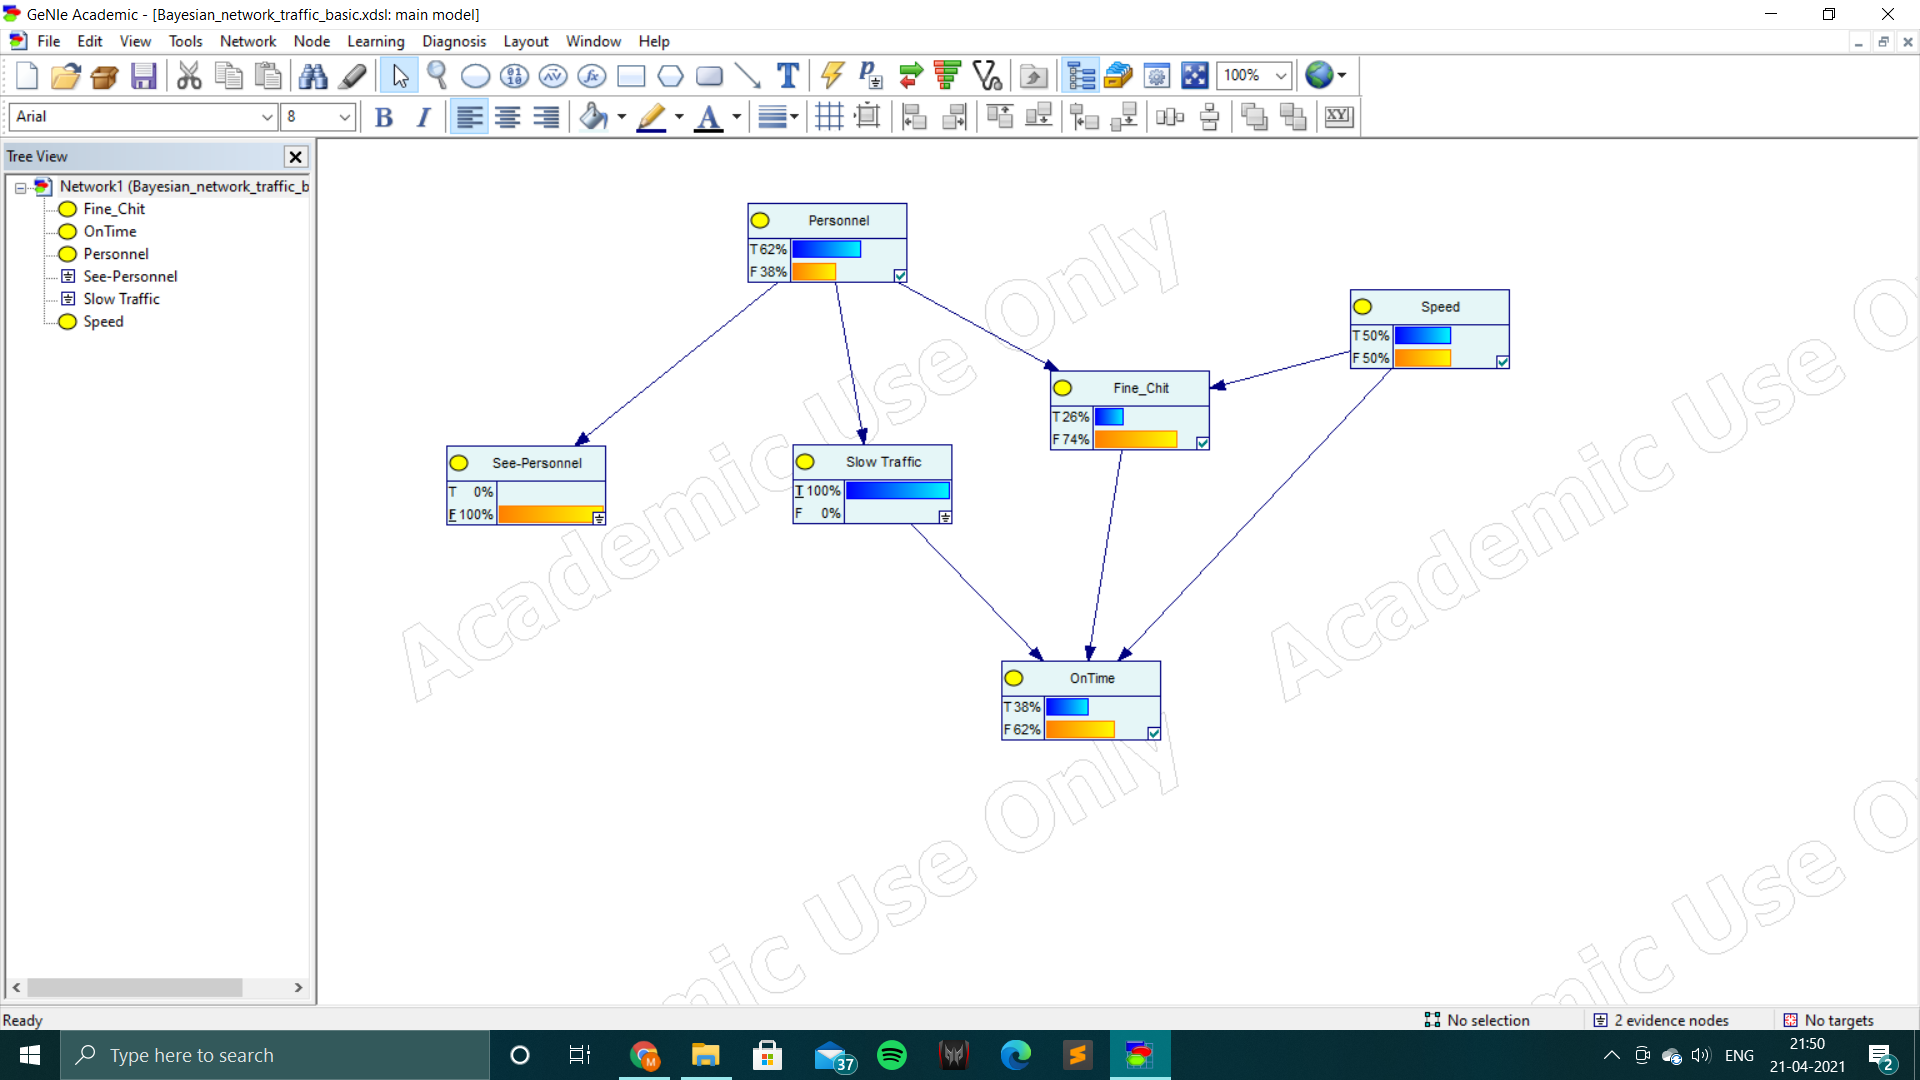 GeNIe Academic - [Bayesian_network_traffic_basic.xdsl: main model]
File Edit View Tools Network Node Learning Diagnosis Layout Window Help
100%
Arial 8 B I A
Tree View
Network1 (Bayesian_network_traffic_b
Fine_Chit
OnTime
Personnel
See-Personnel
Slow Traffic
Speed
Personnel
T 62%
F 38%
Speed
T 50%
F 50%
Fine_Chit
T 26%
F 74%
See-Personnel
T 0%
F 100%
Slow Traffic
T 100%
F 0%
OnTime
T 38%
F 62%
Academic Use Only
Academic Use Only
mic Use Only
mic Use
Ready
No selection
2 evidence nodes
No targets
Type here to search
37
ENG
21:50
21-04-2021
2